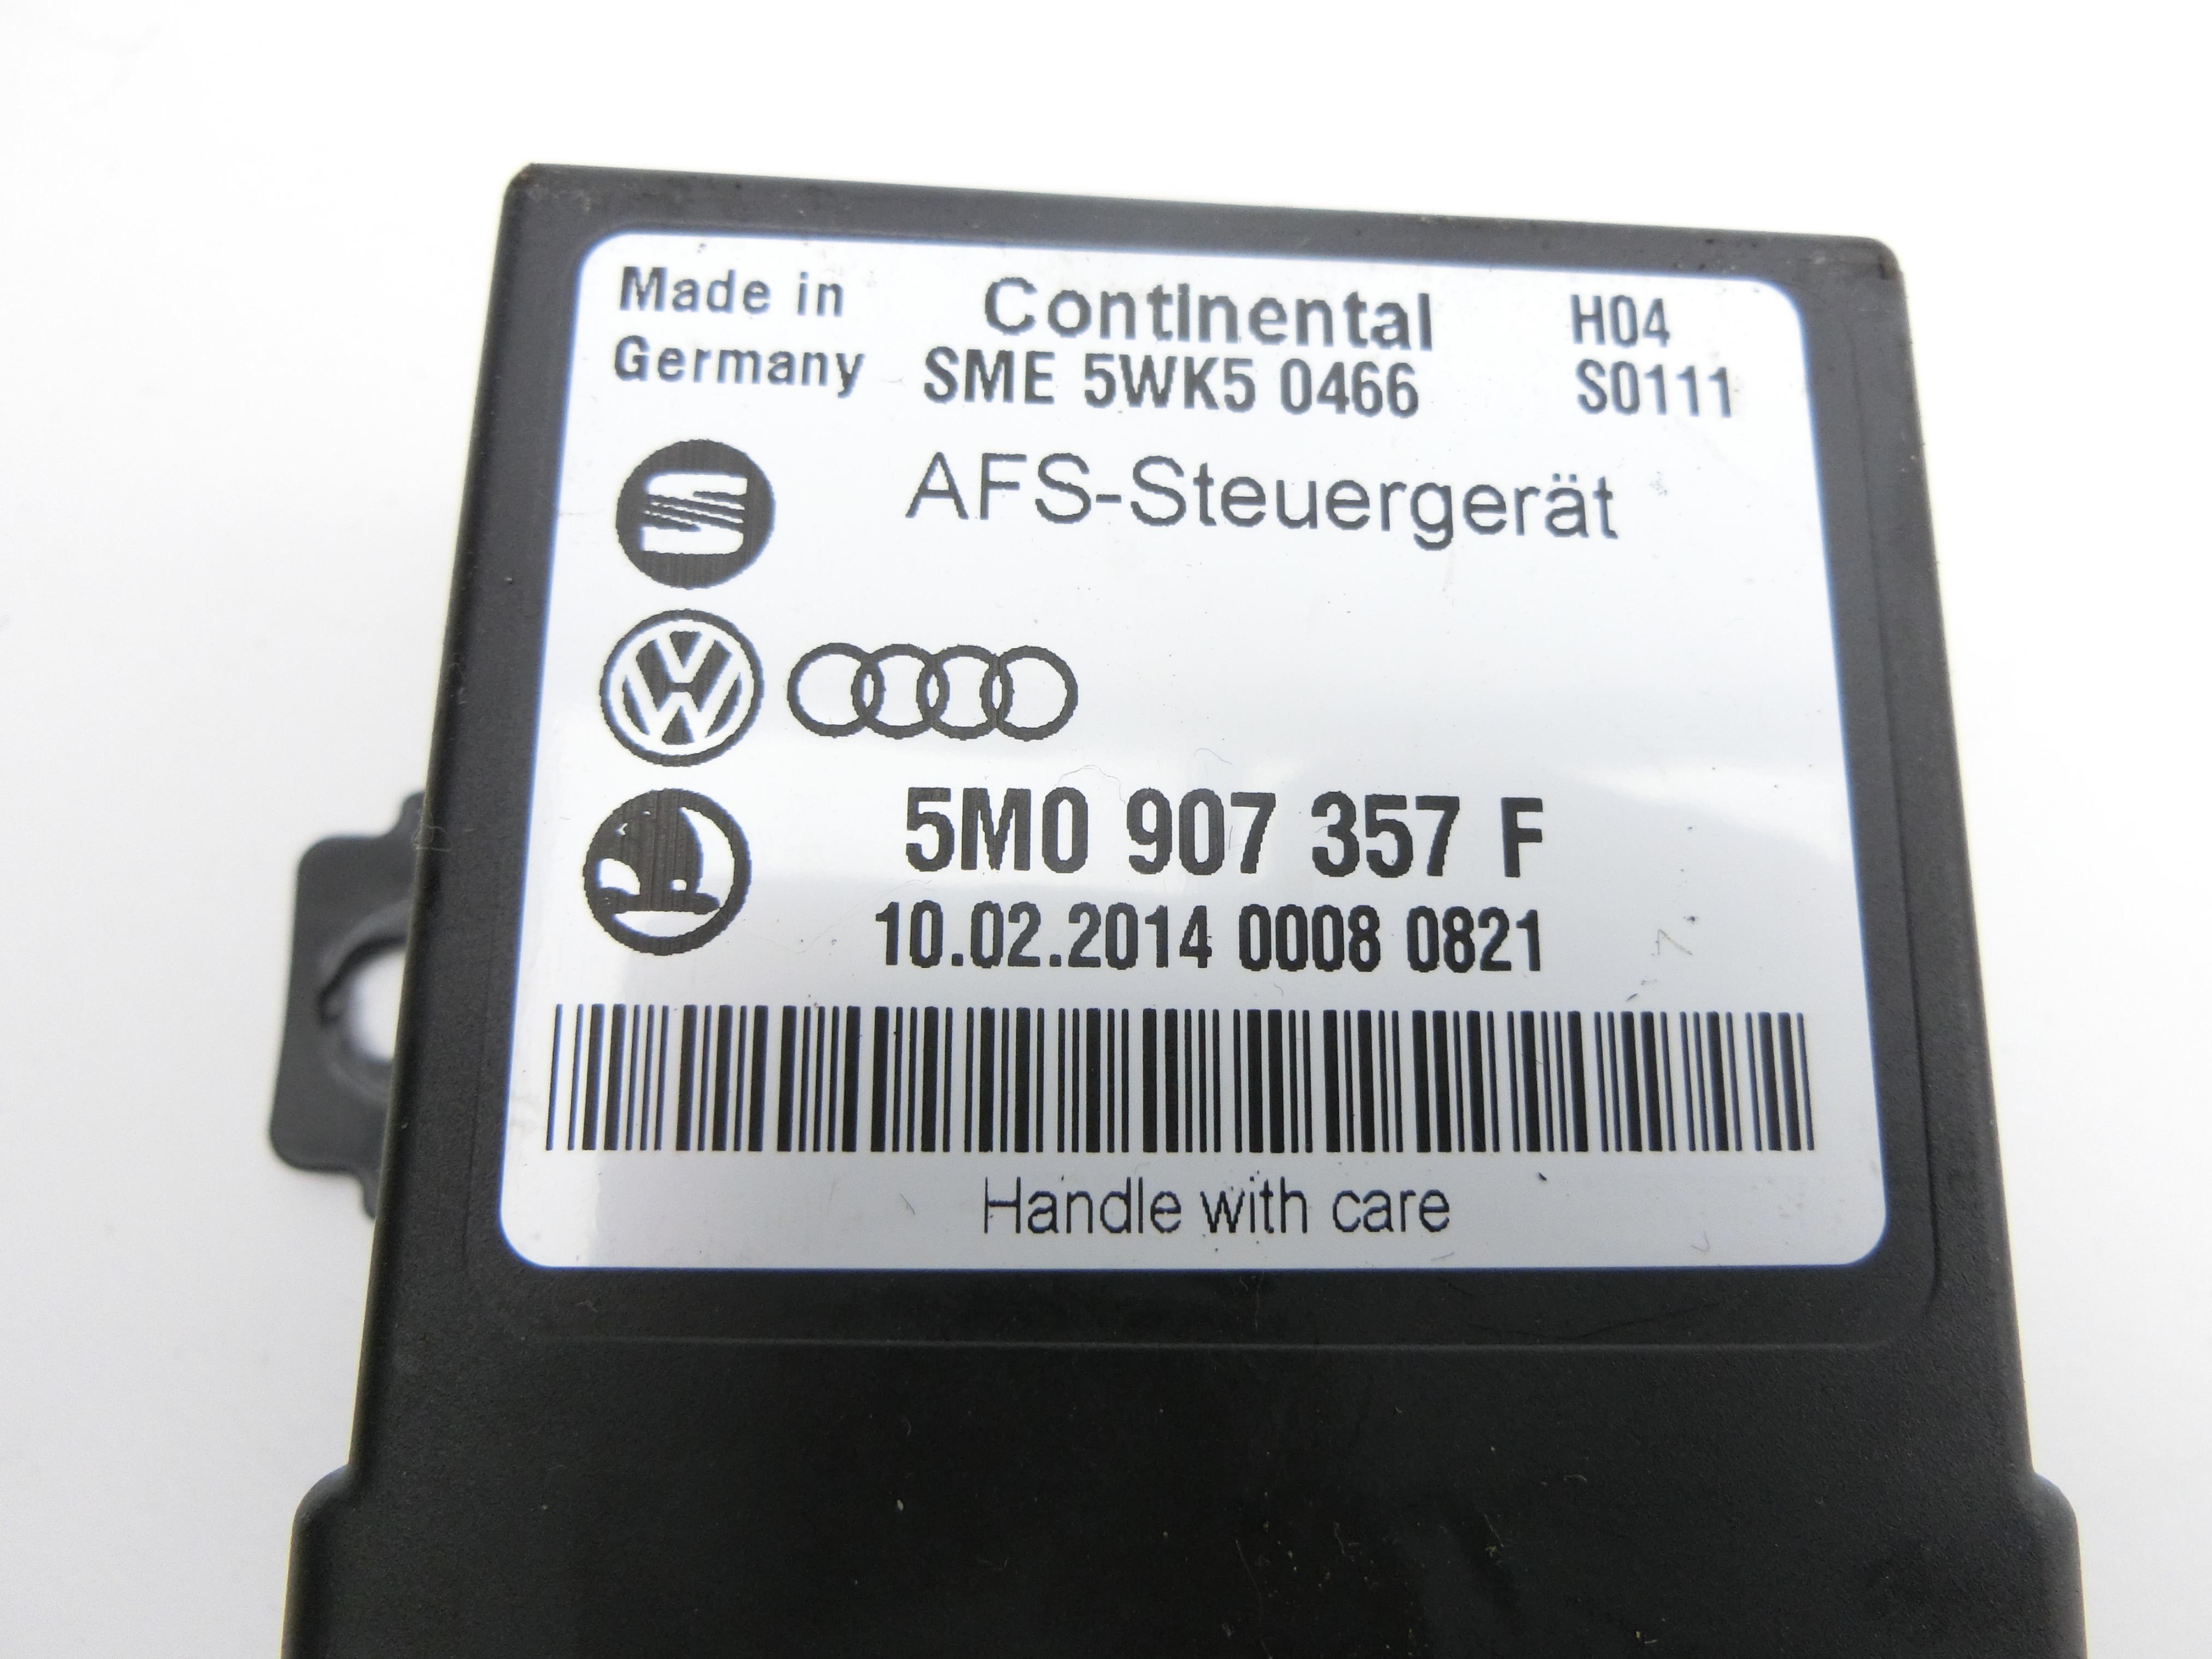 Made in
Germany
Continental
SME 5WK5 0466
H04
S0111
AFS-Steuergerät
5M0 907 357 F
10.02.2014 0008 0821
Handle with care